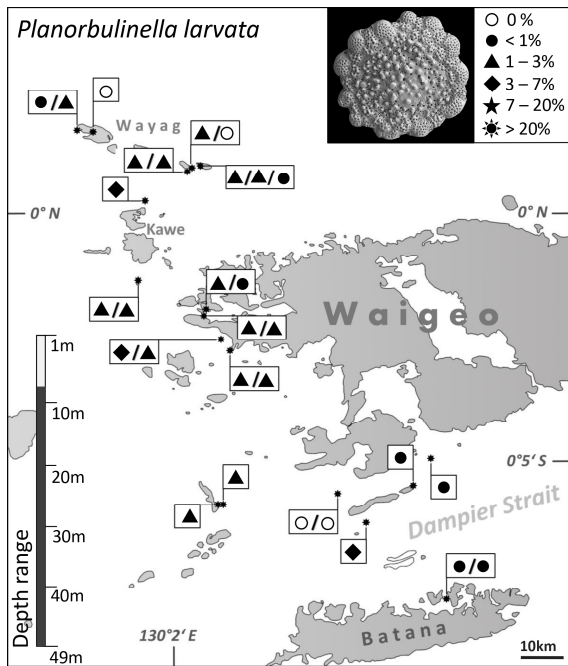 Planorbulinella larvata
0 %
< 1%
1 – 3%
3 – 7%
7 – 20%
> 20%
Wayag
0° N
0° N
Kawe
Waigeo
1m
10m
20m
30m
40m
49m
Depth range
0°5‘ S
Dampier Strait
130°2‘ E
Batana
10km